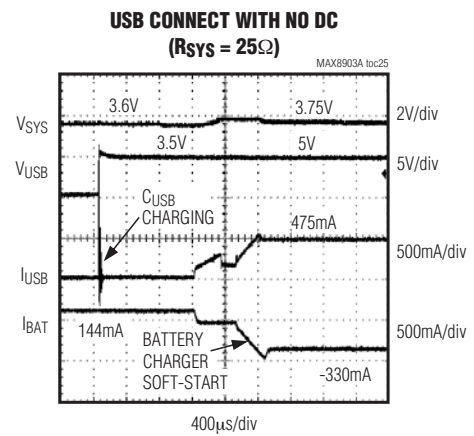 USB CONNECT WITH NO DC
(RSYS = 25Ω)
MAX8903A toc25
3.6V
3.75V
2V/div
VSYS
3.5V
5V
VUSB
5V/div
CUSB
CHARGING
475mA
500mA/div
IUSB
IBAT
144mA
500mA/div
BATTERY
CHARGER
SOFT-START
-330mA
400µs/div